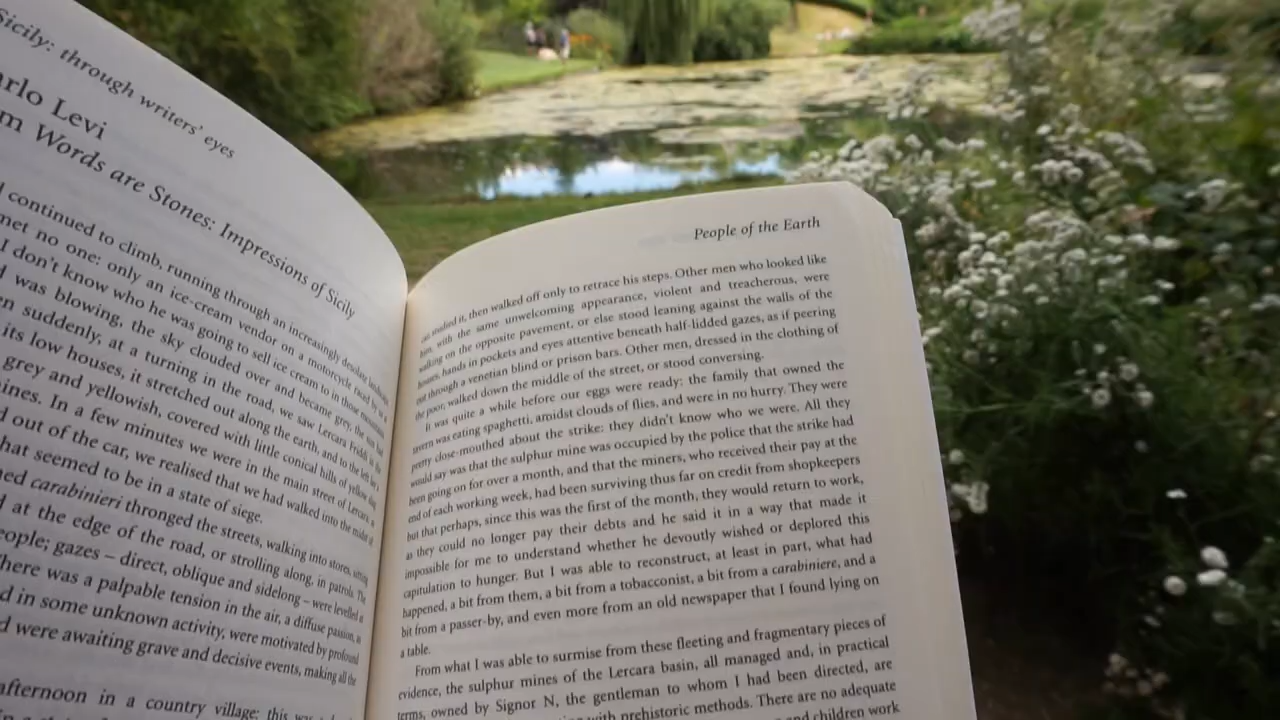 Sicily: through writers' eyes
arlo Levi
m Words are Stones: Impressions of Sicily
continued to climb, running through an increasingly desolate
met no one: only an ice-cream vendor on a motorcycle raced by
I don't know who he was going to sell ice cream to in those
was blowing, the sky clouded over and became grey, the
en suddenly, at a turning in the road, we saw Lercara Friddi
its low houses, it stretched out along the earth, and to the left
grey and yellowish, covered with little conical hills of yellow
ines. In a few minutes we were in the main street of Lercara,
d out of the car, we realised that we had walked into the midst of
hat seemed to be in a state of siege.
ed carabinieri thronged the streets, walking into stores,
at the edge of the road, or strolling along, in patrols. The
eople; gazes – direct, oblique and sidelong – were levelled at
here was a palpable tension in the air, a diffuse passion,
d in some unknown activity, were motivated by profound
d were awaiting grave and decisive events, making all the
afternoon in a country village: this
People of the Earth
studied it, then walked off only to retrace his steps. Other men who looked like
him, with the same unwelcoming appearance, violent and treacherous, were
walking on the opposite pavement, or else stood leaning against the walls of the
houses, hands in pockets and eyes attentive beneath half-lidded gazes, as if peering
out through a venetian blind or prison bars. Other men, dressed in the clothing of
the poor, walked down the middle of the street, or stood conversing.
It was quite a while before our eggs were ready: the family that owned the
tavern was eating spaghetti, amidst clouds of flies, and were in no hurry. They were
pretty close-mouthed about the strike: they didn't know who we were. All they
would say was that the sulphur mine was occupied by the police that the strike had
been going on for over a month, and that the miners, who received their pay at the
end of each working week, had been surviving thus far on credit from shopkeepers
but that perhaps, since this was the first of the month, they would return to work,
as they could no longer pay their debts and he said it in a way that made it
impossible for me to understand whether he devoutly wished or deplored this
capitulation to hunger. But I was able to reconstruct, at least in part, what had
happened, a bit from them, a bit from a tobacconist, a bit from a carabiniere, and a
bit from a passer-by, and even more from an old newspaper that I found lying on
a table.
From what I was able to surmise from these fleeting and fragmentary pieces of
evidence, the sulphur mines of the Lercara basin, all managed and, in practical
terms, owned by Signor N, the gentleman to whom I had been directed, are
with prehistoric methods. There are no adequate
and children work